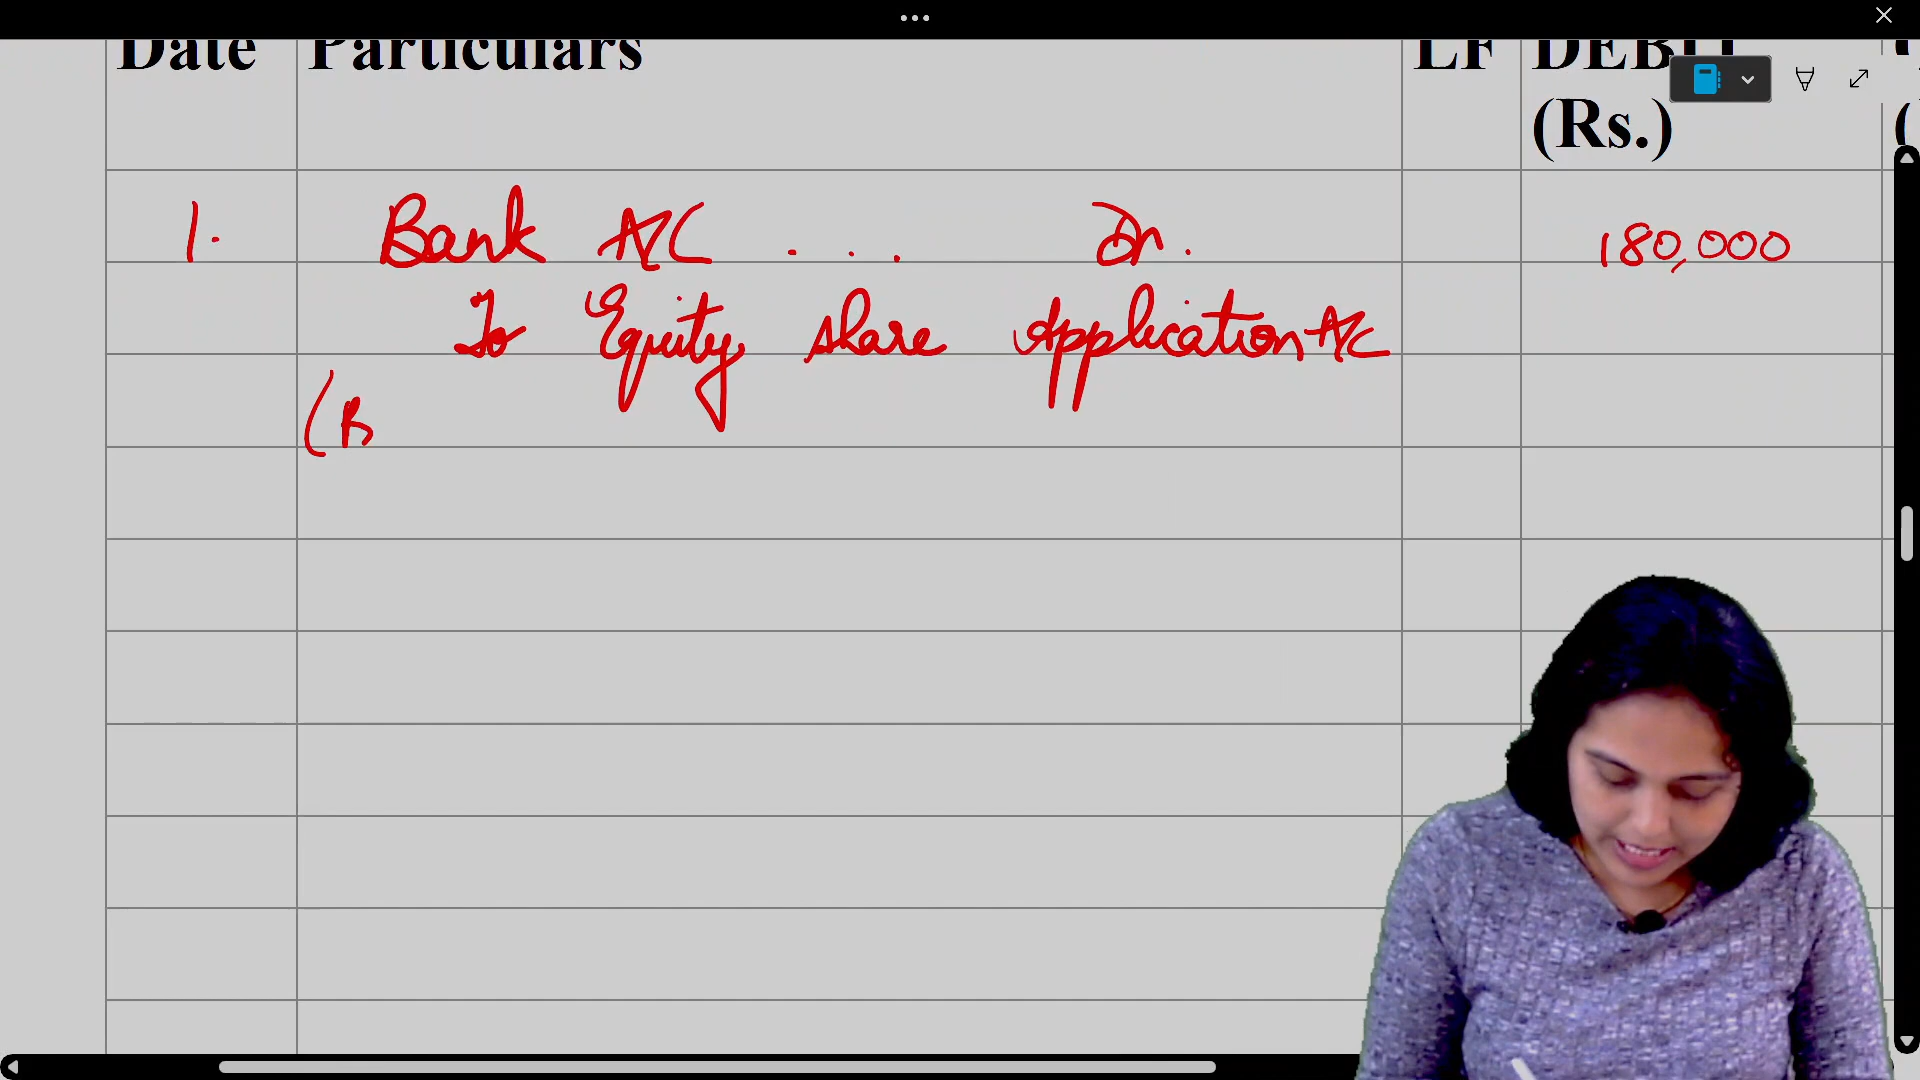 Date Particulars LF DEBIT
(Rs.)
1. Bank A/C . . . Dr. 180,000
To Equity share Application A/C
(B